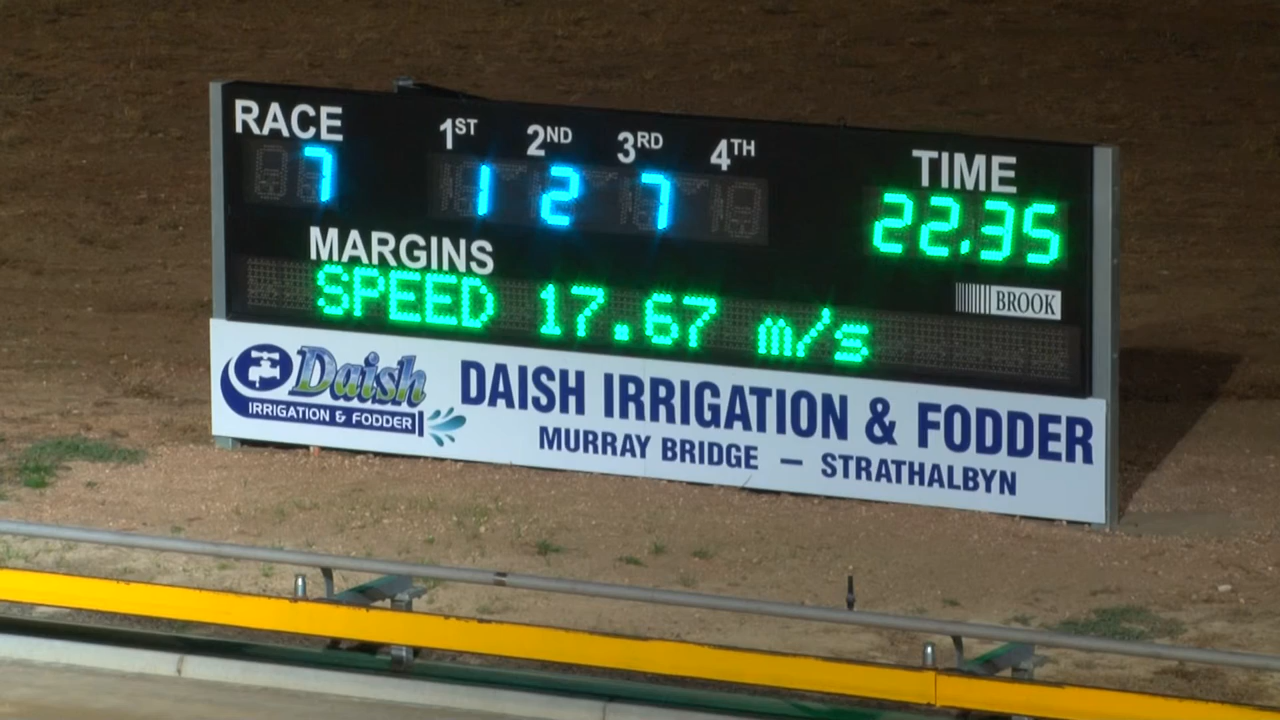 RACE 1ST 2ND 3RD 4TH TIME
7 1 2 7 22.35
MARGINS
SPEED 17.67 m/s
BROOK
Daish
IRRIGATION & FODDER
DAISH IRRIGATION & FODDER
MURRAY BRIDGE — STRATHALBYN